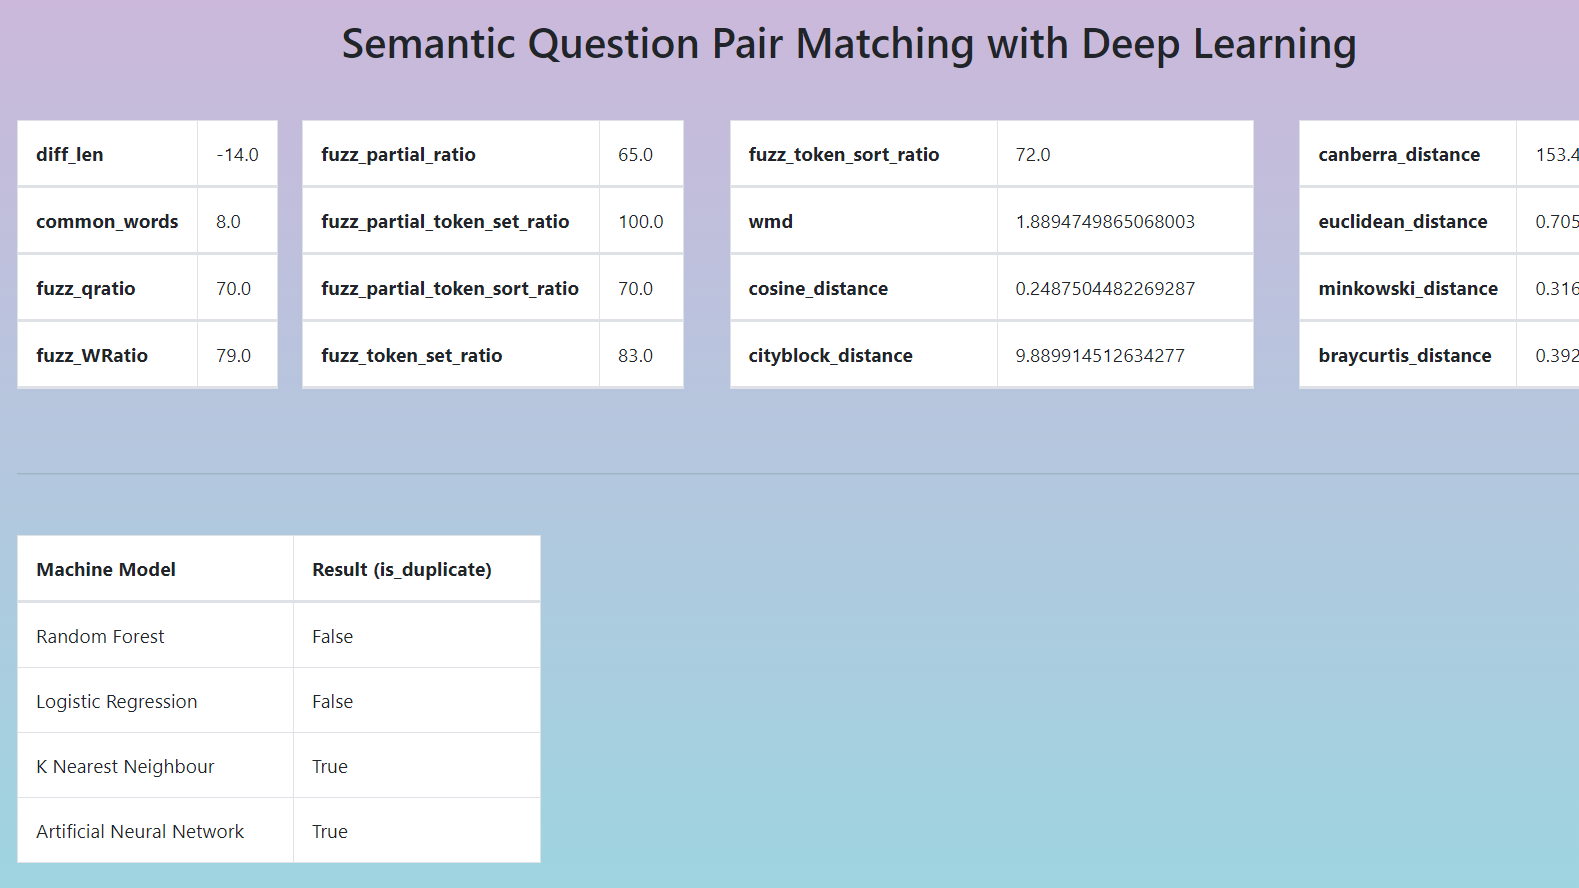 Semantic Question Pair Matching with Deep Learning
diff_len -14.0
common_words 8.0
fuzz_qratio 70.0
fuzz_WRatio 79.0
fuzz_partial_ratio 65.0
fuzz_partial_token_set_ratio 100.0
fuzz_partial_token_sort_ratio 70.0
fuzz_token_set_ratio 83.0
fuzz_token_sort_ratio 72.0
wmd 1.8894749865068003
cosine_distance 0.2487504482269287
cityblock_distance 9.889914512634277
canberra_distance 153.4
euclidean_distance 0.705
minkowski_distance 0.316
braycurtis_distance 0.392
Machine Model Result (is_duplicate)
Random Forest False
Logistic Regression False
K Nearest Neighbour True
Artificial Neural Network True